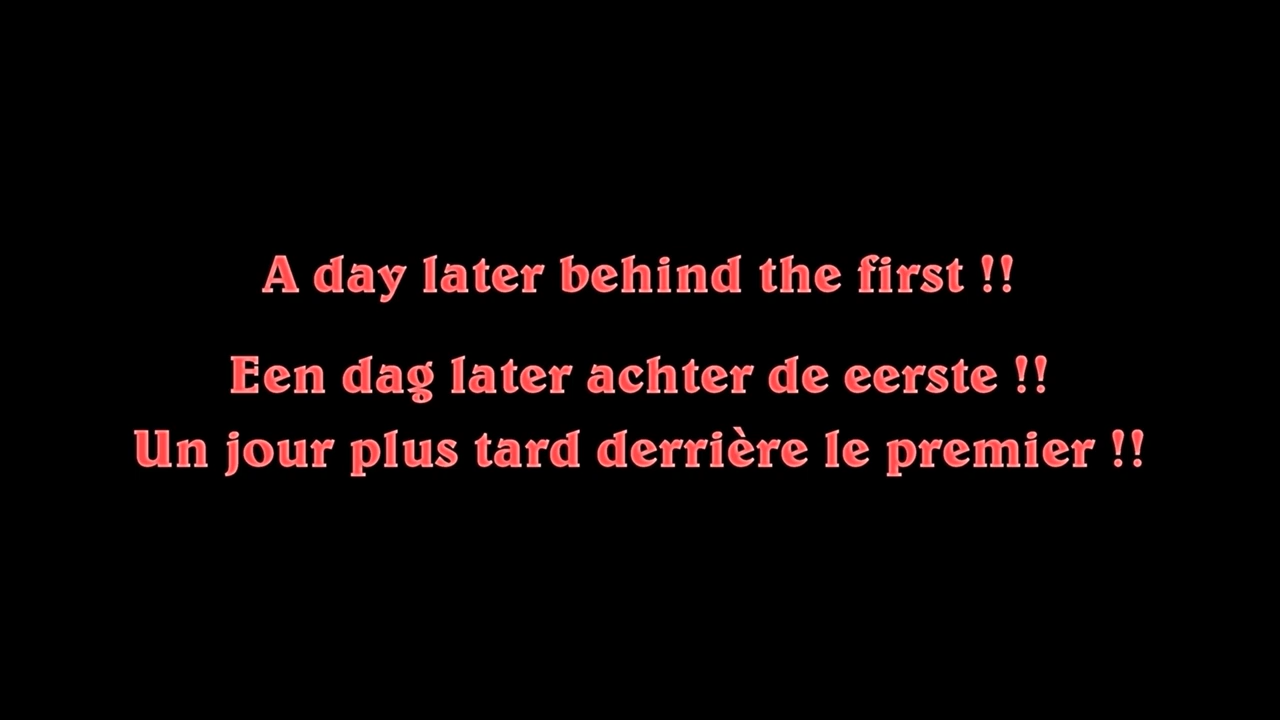 A day later behind the first !!
Een dag later achter de eerste !!
Un jour plus tard derrière le premier !!